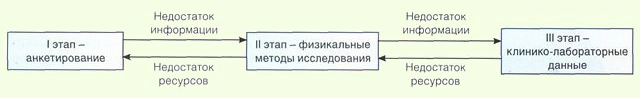 Недостаток
информации
Недостаток
информации
I этап –
анкетирование
II этап – физикальные
методы исследования
III этап –
клинико-лабораторные
данные
Недостаток
ресурсов
Недостаток
ресурсов